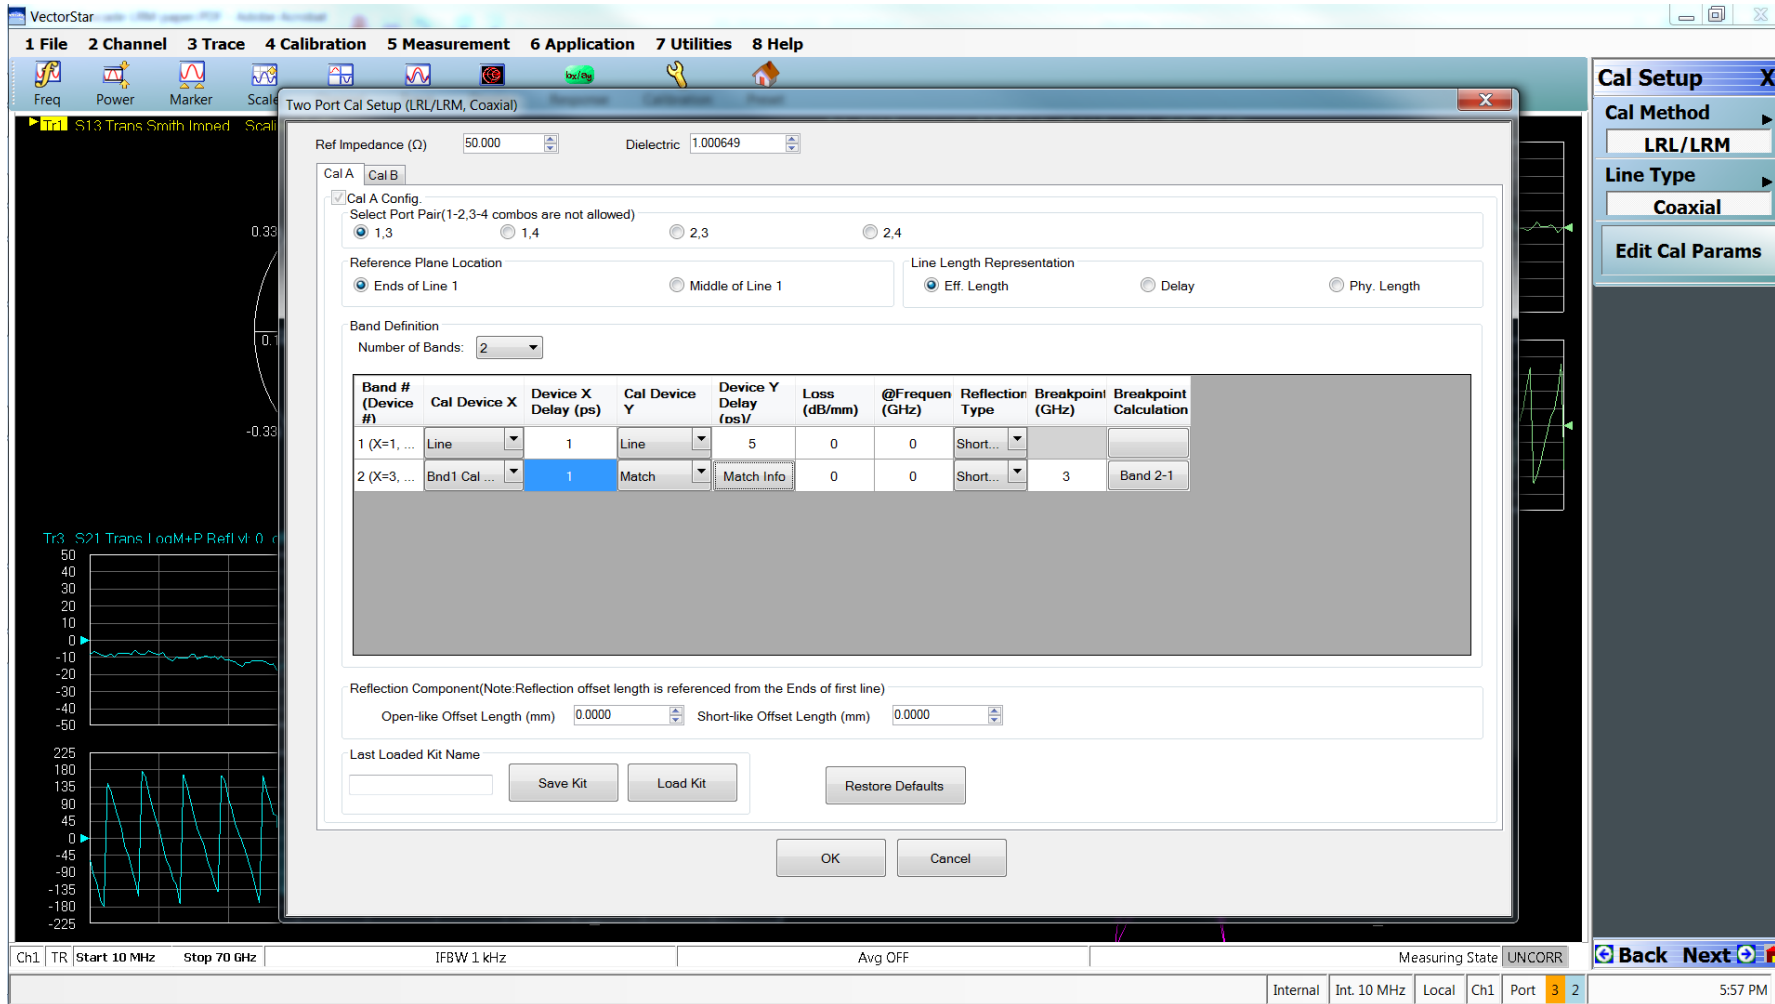 VectorStar
1 File 2 Channel 3 Trace 4 Calibration 5 Measurement 6 Application 7 Utilities 8 Help
Freq Power Marker Scale
Tr1 S13 Trans Smith Imped Scali
0.33
0.1
-0.33
Tr3 S21 Trans LogM+P RefLvl: 0
50
40
30
20
10
0
-10
-20
-30
-40
-50
225
180
135
90
45
0
-45
-90
-135
-180
-225
Two Port Cal Setup (LRL/LRM, Coaxial)
X
Ref Impedance (Ω) 50.000 Dielectric 1.000649
Cal A Cal B
Cal A Config.
Select Port Pair(1-2,3-4 combos are not allowed)
1,3 1,4 2,3 2,4
Reference Plane Location
Ends of Line 1 Middle of Line 1
Line Length Representation
Eff. Length Delay Phy. Length
Band Definition
Number of Bands: 2
Band # (Device #) Cal Device X Device X Delay (ps) Cal Device Y Device Y Delay (ps)/ Loss (dB/mm) @Frequen (GHz) Reflection Type Breakpoint (GHz) Breakpoint Calculation
1 (X=1, ... Line 1 Line 5 0 0 Short...
2 (X=3, ... Bnd1 Cal ... 1 Match Match Info 0 0 Short... 3 Band 2-1
Reflection Component(Note:Reflection offset length is referenced from the Ends of first line)
Open-like Offset Length (mm) 0.0000 Short-like Offset Length (mm) 0.0000
Last Loaded Kit Name
Save Kit Load Kit Restore Defaults
OK Cancel
Cal Setup X
Cal Method
LRL/LRM
Line Type
Coaxial
Edit Cal Params
Back Next
Ch1 TR Start 10 MHz Stop 70 GHz IFBW 1 kHz Avg OFF Measuring State UNCORR
Internal Int. 10 MHz Local Ch1 Port 3 2 5:57 PM